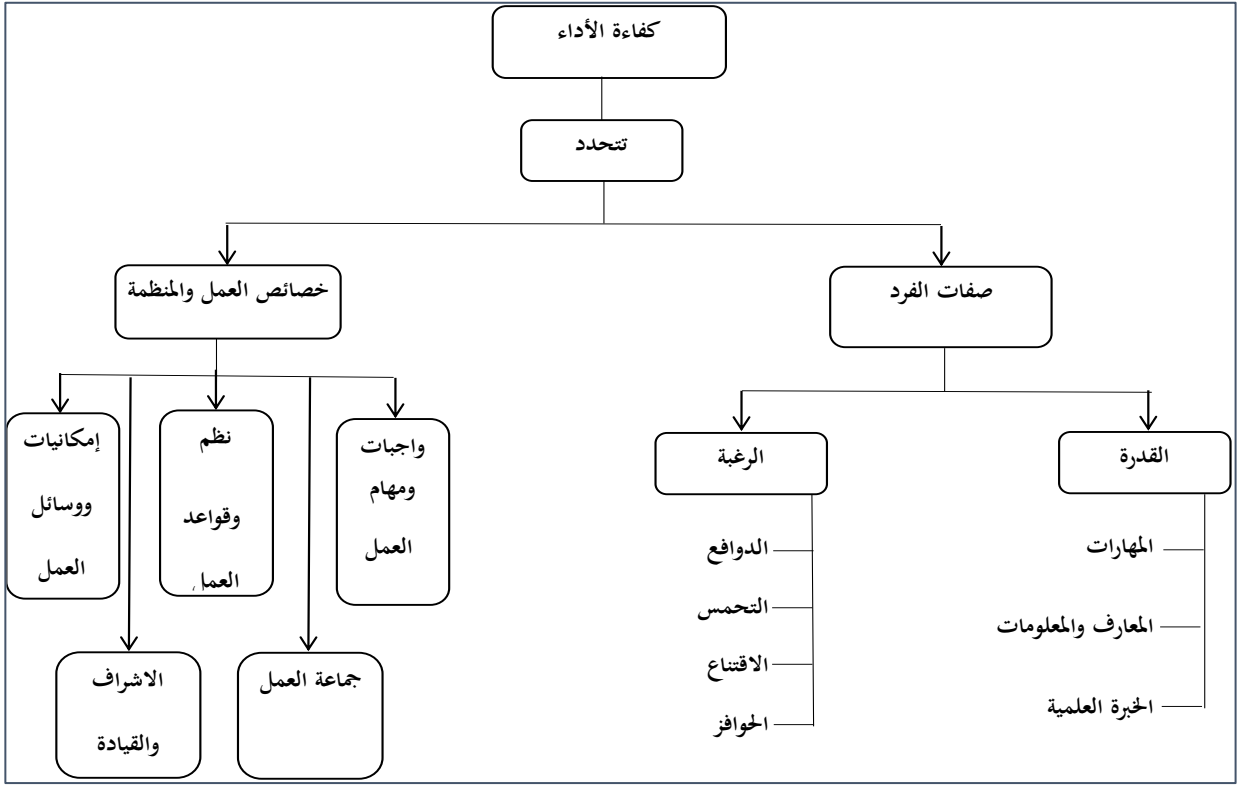 كفاءة الأداء
تتحدد
صفات الفرد
خصائص العمل والمنظمة
القدرة
المهارات
المعارف والمعلومات
الخبرة العلمية
الرغبة
الدوافع
التحمس
الاقتناع
الحوافز
واجبات
ومهام
العمل
نظم
وقواعد
العمل
إمكانيات
ووسائل
العمل
جماعة العمل
الاشراف
والقيادة